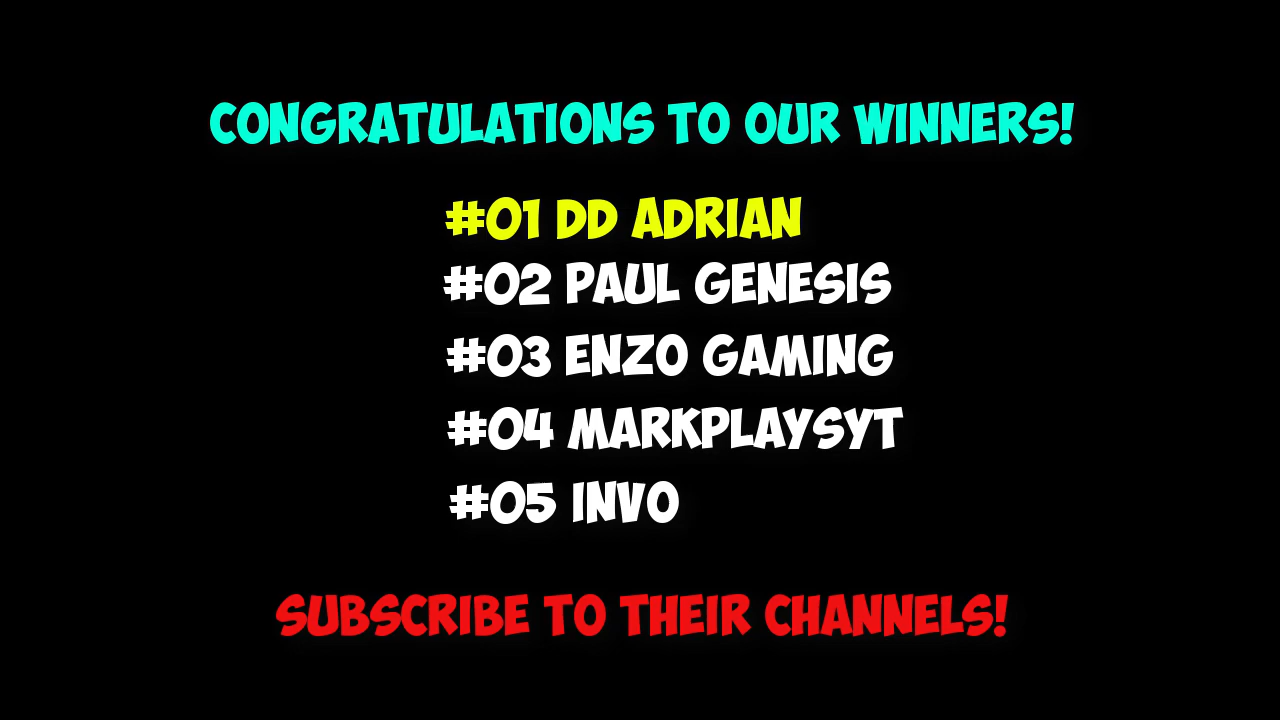 CONGRATULATIONS TO OUR WINNERS!
#01 DD ADRIAN
#02 PAUL GENESIS
#03 ENZO GAMING
#04 MARKPLAYSYT
#05 INVO
SUBSCRIBE TO THEIR CHANNELS!